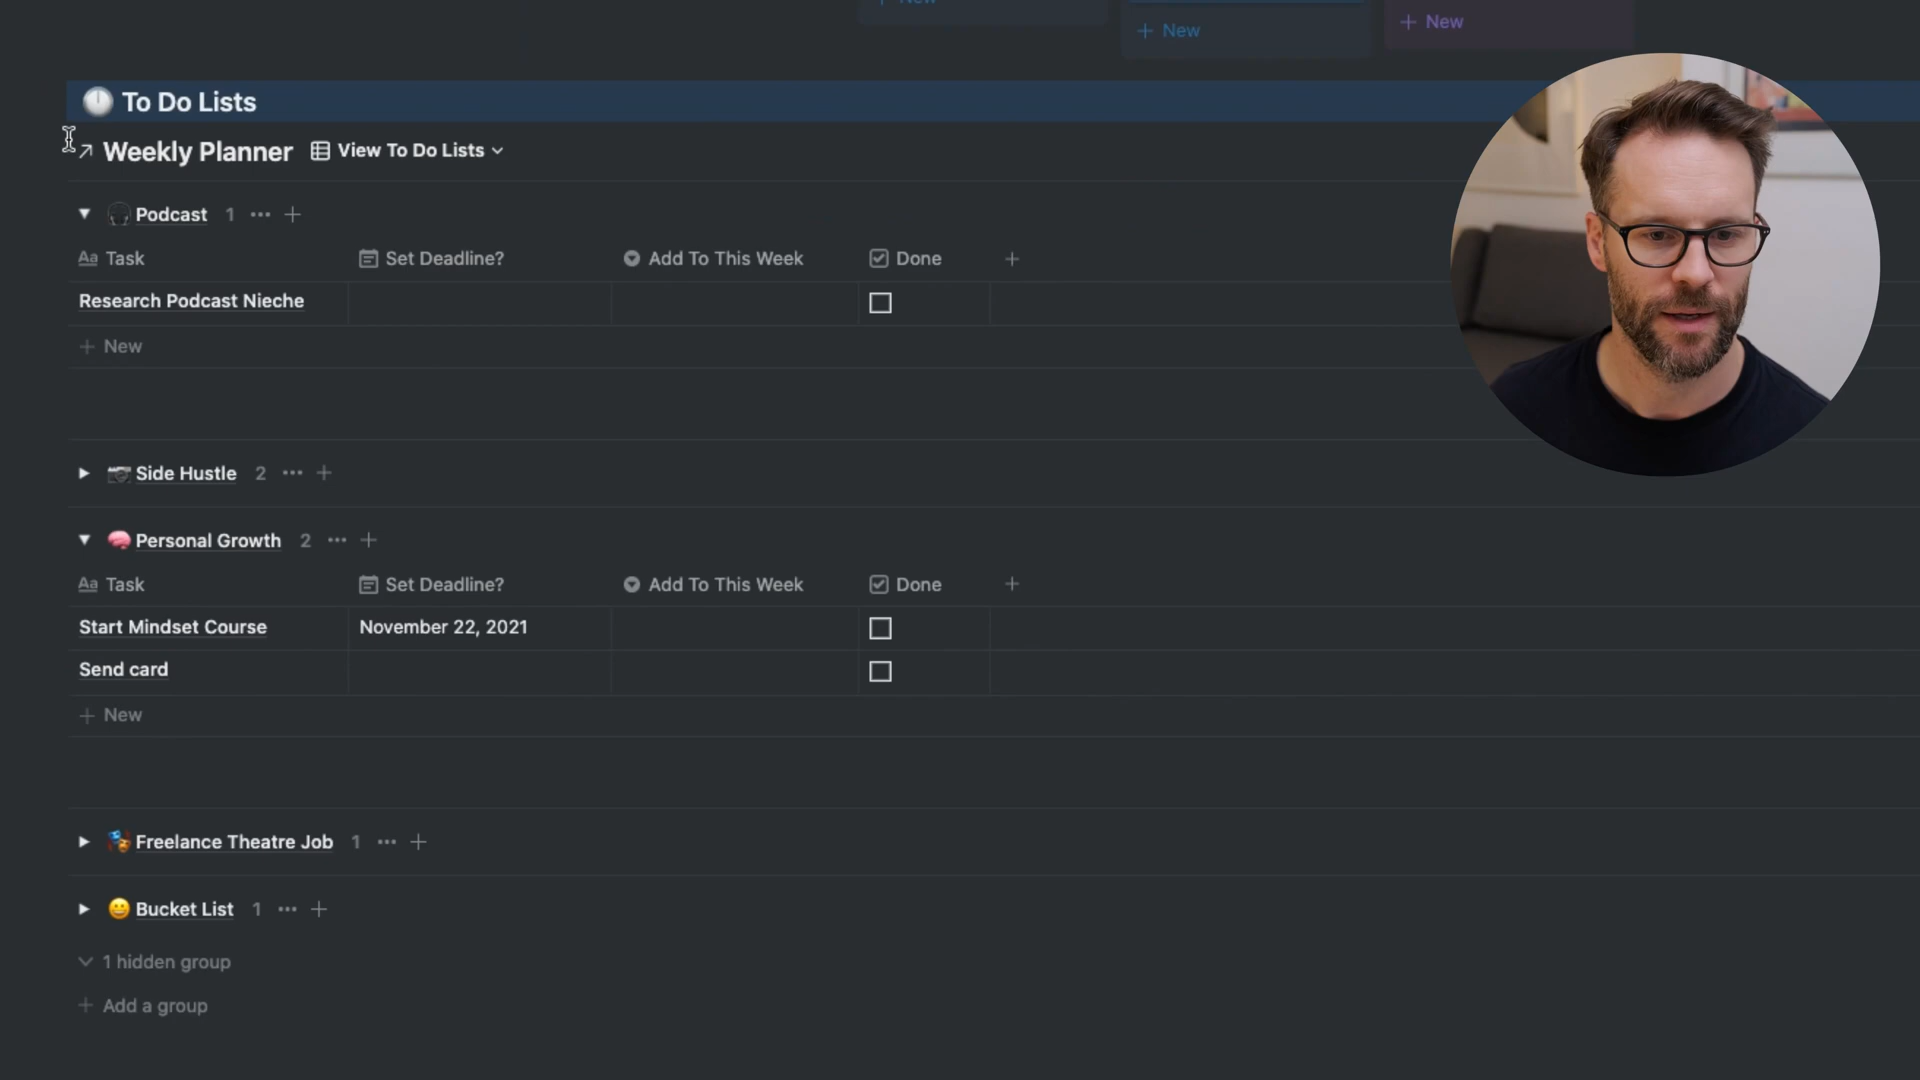 + New
+ New
+ New
To Do Lists
Weekly Planner View To Do Lists
Podcast 1 ... +
Aa Task Set Deadline? Add To This Week Done +
Research Podcast Nieche
+ New
Side Hustle 2 ... +
Personal Growth 2 ... +
Aa Task Set Deadline? Add To This Week Done +
Start Mindset Course November 22, 2021
Send card
+ New
Freelance Theatre Job 1 ... +
Bucket List 1 ... +
1 hidden group
+ Add a group